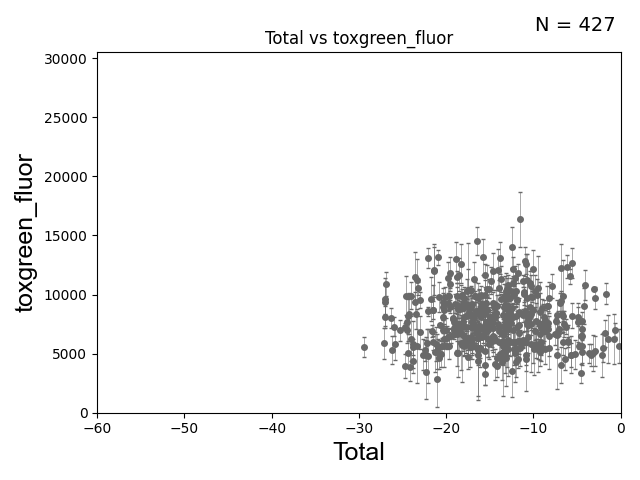 N = 427
Total vs toxgreen_fluor
30000
25000
20000
15000
10000
5000
0
toxgreen_fluor
−60 −50 −40 −30 −20 −10 0
Total